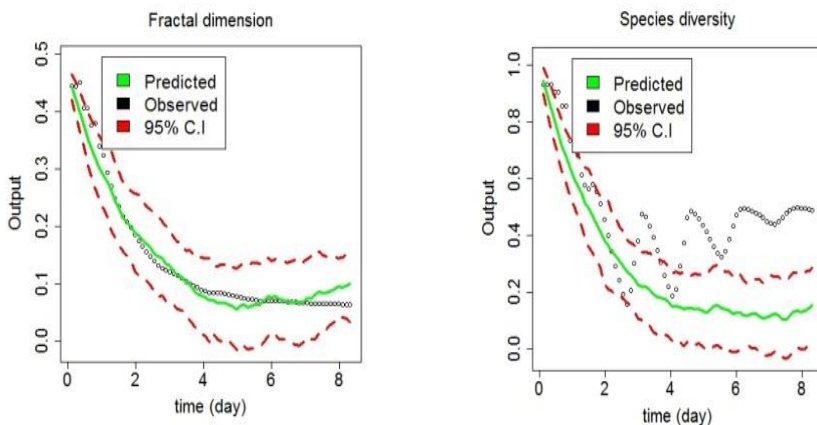 Fractal dimension
Predicted
Observed
95% C.I
Output
0.0
0.1
0.2
0.3
0.4
0.5
0
2
4
6
8
time (day)
Species diversity
Predicted
Observed
95% C.I
Output
0.0
0.2
0.4
0.6
0.8
1.0
0
2
4
6
8
time (day)